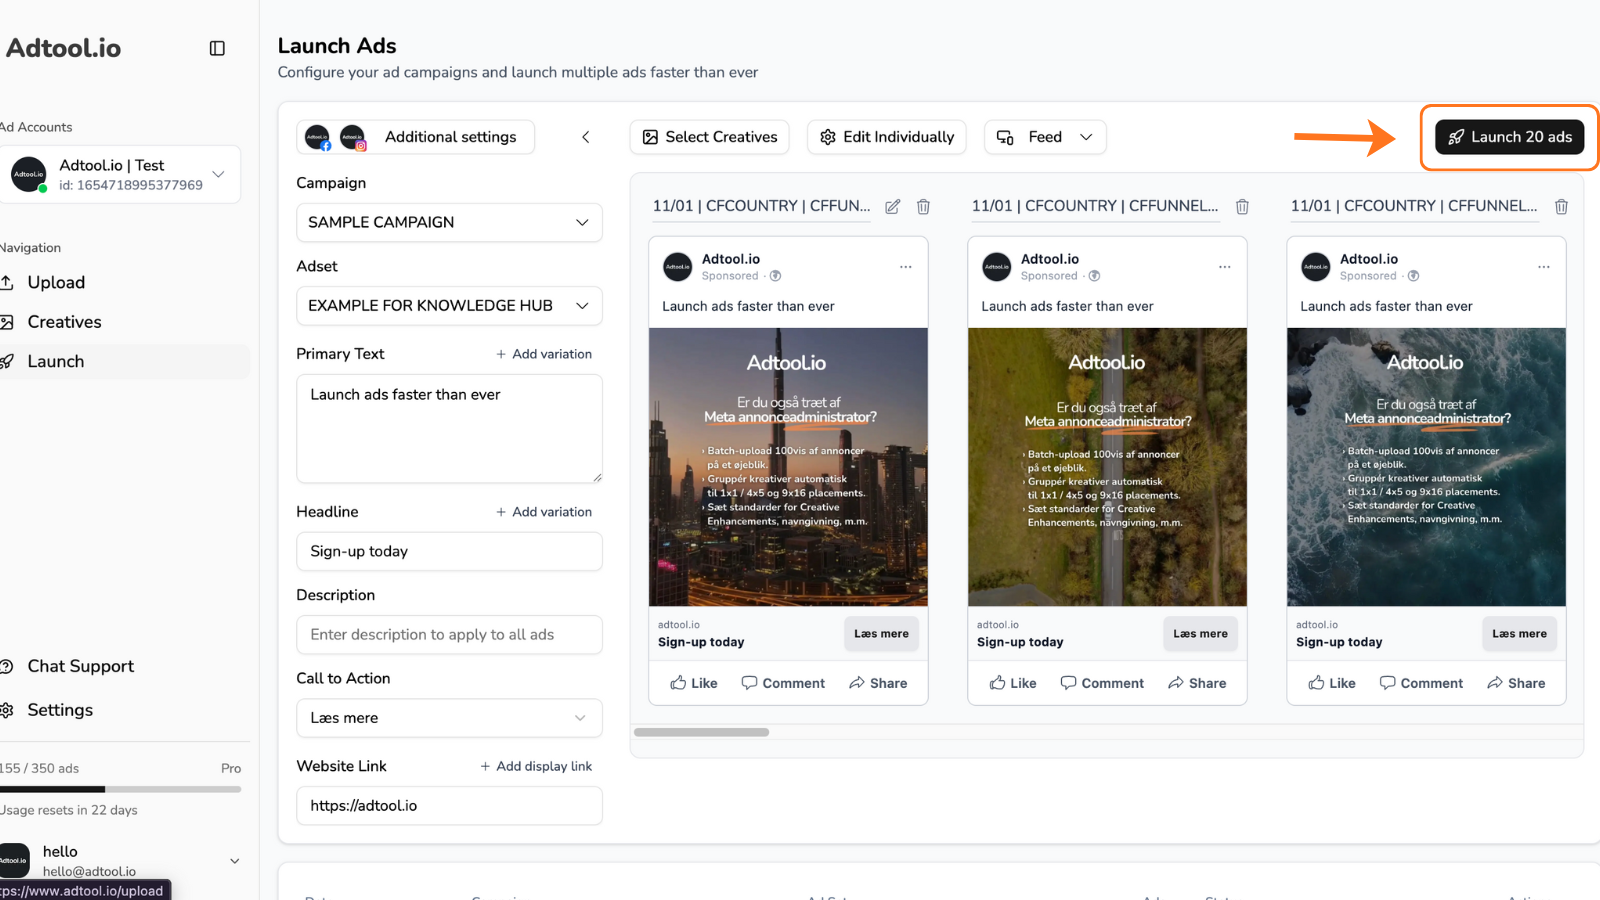 Adtool.io
Ad Accounts
Adtool.io | Test
id: 1654718995377969
Navigation
Upload
Creatives
Launch
Chat Support
Settings
155 / 350 ads
Pro
Usage resets in 22 days
hello
hello@adtool.io
tps://www.adtool.io/upload
Launch Ads
Configure your ad campaigns and launch multiple ads faster than ever
Additional settings
Campaign
SAMPLE CAMPAIGN
Adset
EXAMPLE FOR KNOWLEDGE HUB
Primary Text
+ Add variation
Launch ads faster than ever
Headline
+ Add variation
Sign-up today
Description
Enter description to apply to all ads
Call to Action
Læs mere
Website Link
+ Add display link
https://adtool.io
Select Creatives
Edit Individually
Feed
Launch 20 ads
11/01 | CFCOUNTRY | CFFUN...
Adtool.io
Adtool.io
Sponsored ·
Launch ads faster than ever
Adtool.io
Er du også træt af
Meta annonceadministrator?
› Batch-upload 100vis af annoncer
på et øjeblik.
› Gruppér kreativer automatisk
til 1x1 / 4x5 og 9x16 placements.
› Sæt standarder for Creative
Enhancements, navngivning, m.m.
adtool.io
Sign-up today
Læs mere
Like
Comment
Share
11/01 | CFCOUNTRY | CFFUNNEL...
Adtool.io
Adtool.io
Sponsored ·
Launch ads faster than ever
Adtool.io
Er du også træt af
Meta annonceadministrator?
› Batch-upload 100vis af annoncer
på et øjeblik.
› Gruppér kreativer automatisk
til 1x1 / 4x5 og 9x16 placements.
› Sæt standarder for Creative
Enhancements, navngivning, m.m.
adtool.io
Sign-up today
Læs mere
Like
Comment
Share
11/01 | CFCOUNTRY | CFFUNNEL...
Adtool.io
Adtool.io
Sponsored ·
Launch ads faster than ever
Adtool.io
Er du også træt af
Meta annonceadministrator?
› Batch-upload 100vis af annoncer
på et øjeblik.
› Gruppér kreativer automatisk
til 1x1 / 4x5 og 9x16 placements.
› Sæt standarder for Creative
Enhancements, navngivning, m.m.
adtool.io
Sign-up today
Læs mere
Like
Comment
Share